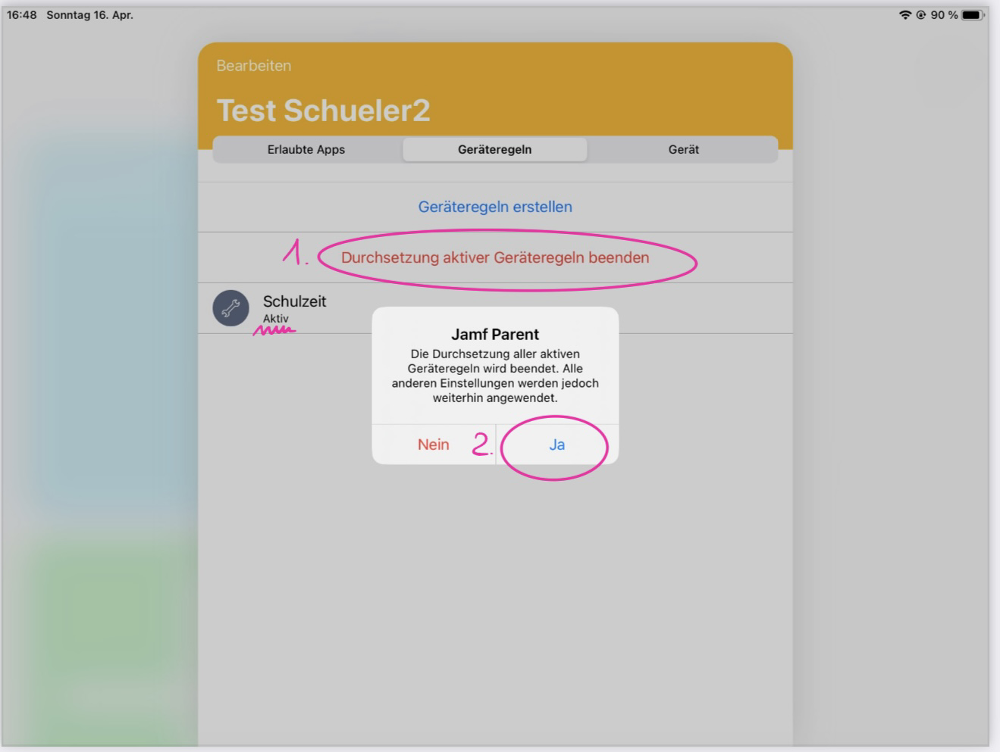 16:48 Sonntag 16. Apr.
90 %
Bearbeiten
Test Schueler2
Erlaubte Apps
Geräteregeln
Gerät
Geräteregeln erstellen
1.
Durchsetzung aktiver Geräteregeln beenden
Schulzeit
Aktiv
Jamf Parent
Die Durchsetzung aller aktiven
Geräteregeln wird beendet. Alle
anderen Einstellungen werden jedoch
weiterhin angewendet.
Nein
2.
Ja